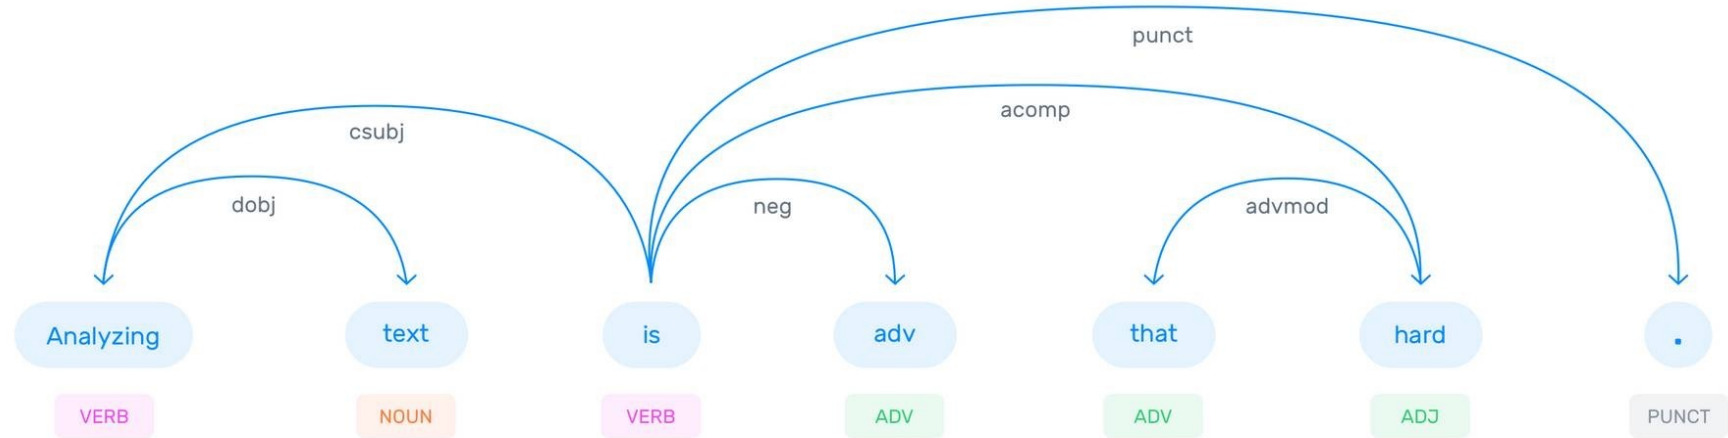 punct
acomp
csubj
dobj neg advmod
Analyzing text is adv that hard .
VERB NOUN VERB ADV ADV ADJ PUNCT